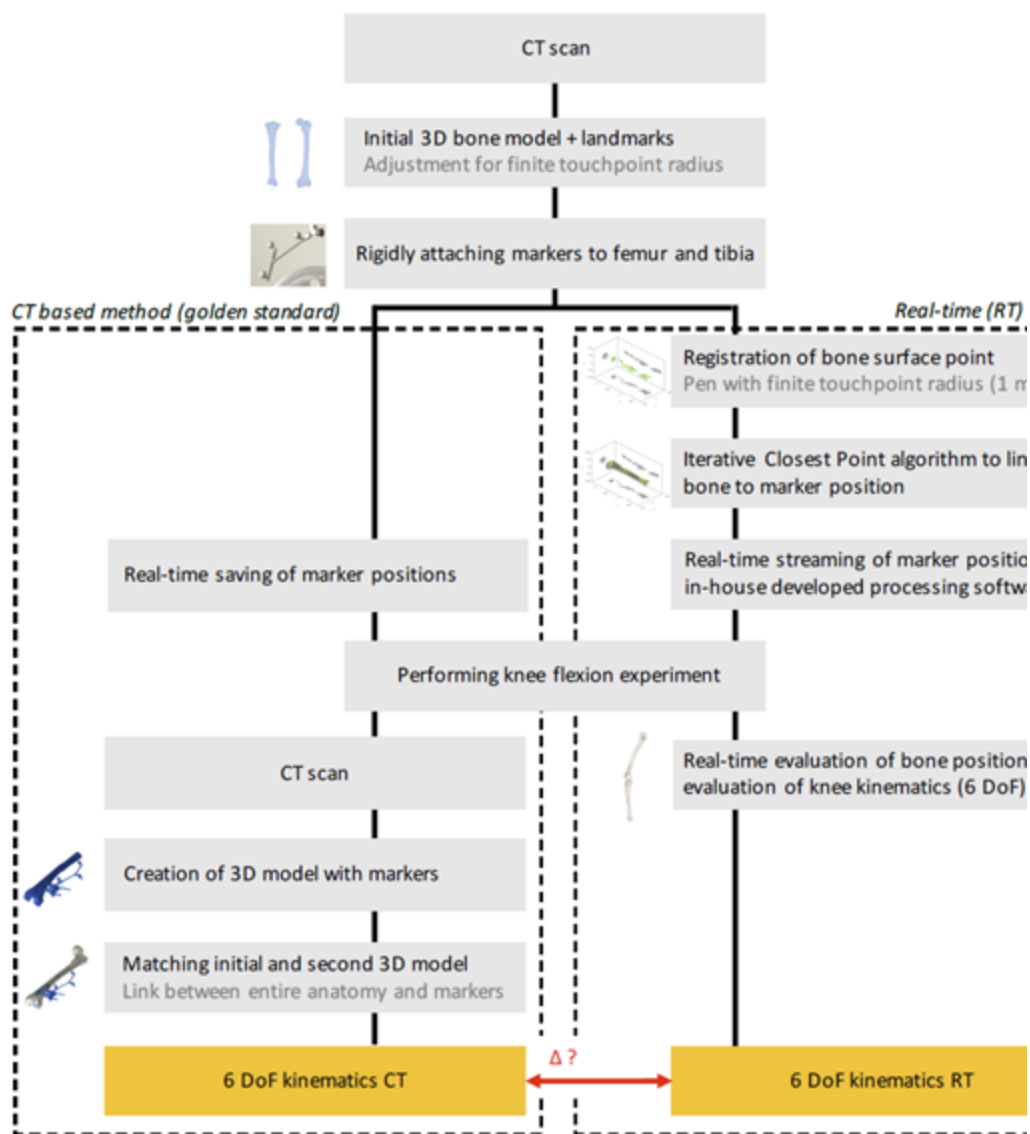 CT scan
Initial 3D bone model + landmarks
Adjustment for finite touchpoint radius
Rigidly attaching markers to femur and tibia
CT based method (golden standard)
Real-time (RT)
Registration of bone surface point
Pen with finite touchpoint radius (1 m
Iterative Closest Point algorithm to lin
bone to marker position
Real-time saving of marker positions
Real-time streaming of marker positio
in-house developed processing softwa
Performing knee flexion experiment
CT scan
Real-time evaluation of bone position
evaluation of knee kinematics (6 DoF)
Creation of 3D model with markers
Matching initial and second 3D model
Link between entire anatomy and markers
Δ ?
6 DoF kinematics CT
6 DoF kinematics RT